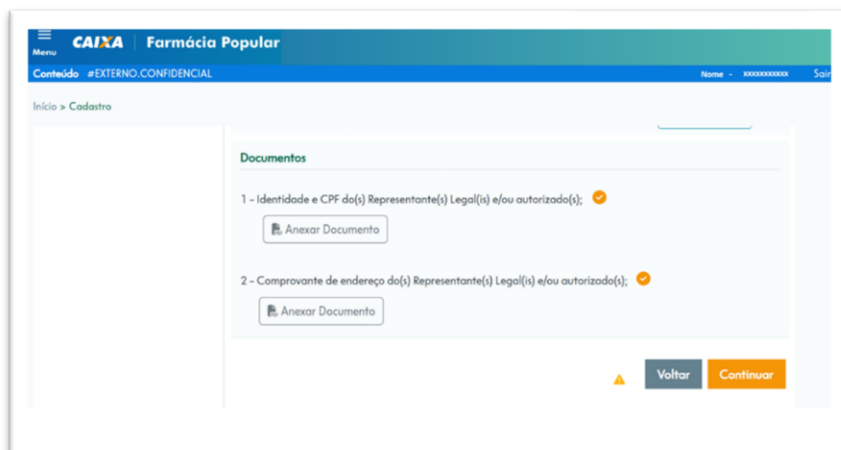 Menu CAIXA Farmácia Popular
Conteúdo #EXTERNO.CONFIDENCIAL Nome - xxxxxxxxxxx Sair
Início > Cadastro
Documentos
1 - Identidade e CPF do(s) Representante(s) Legal(is) e/ou autorizado(s);
Anexar Documento
2 - Comprovante de endereço do(s) Representante(s) Legal(is) e/ou autorizado(s);
Anexar Documento
Voltar Continuar